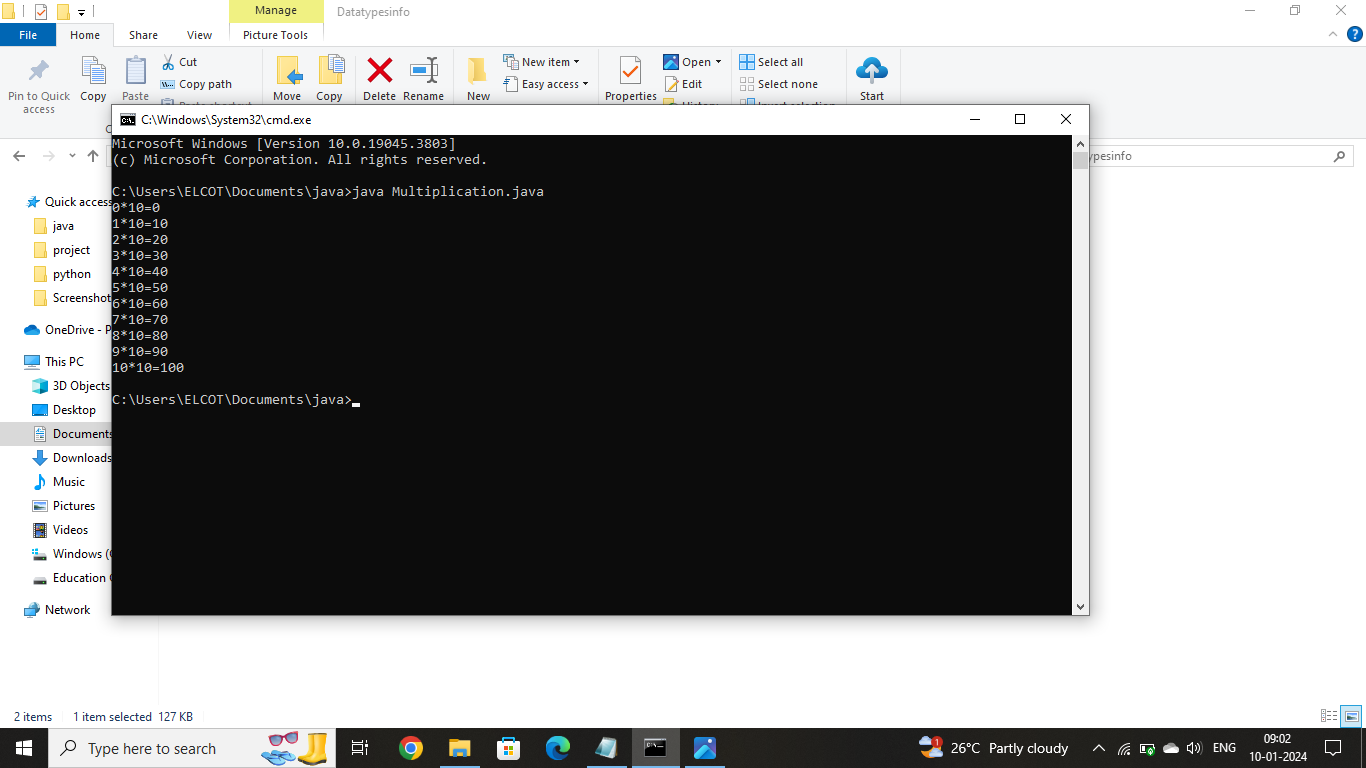 Manage
Datatypesinfo
File
Home
Share
View
Picture Tools
Pin to Quick access
Copy
Paste
Cut
Copy path
Move
Copy
Delete
Rename
New
New item
Easy access
Properties
Open
Edit
Select all
Select none
Start
C:\Windows\System32\cmd.exe
Microsoft Windows [Version 10.0.19045.3803]
(c) Microsoft Corporation. All rights reserved.
C:\Users\ELCOT\Documents\java>java Multiplication.java
0*10=0
1*10=10
2*10=20
3*10=30
4*10=40
5*10=50
6*10=60
7*10=70
8*10=80
9*10=90
10*10=100
C:\Users\ELCOT\Documents\java>
ypesinfo
Quick access
java
project
python
Screenshot
OneDrive - P
This PC
3D Objects
Desktop
Documents
Downloads
Music
Pictures
Videos
Windows (
Education
Network
2 items
1 item selected 127 KB
Type here to search
1
26°C Partly cloudy
ENG
09:02
10-01-2024